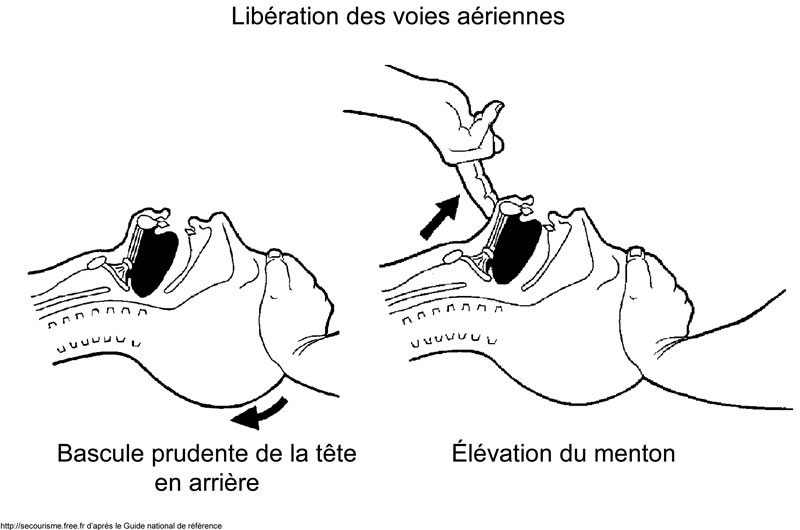 Libération des voies aériennes
Bascule prudente de la tête
en arrière
Élévation du menton
http://secourisme.free.fr d'après le Guide national de référence